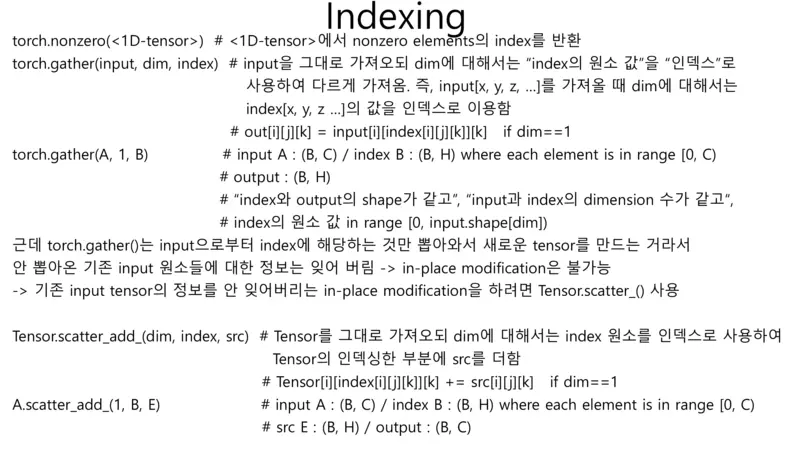 Indexing
torch.nonzero(<1D-tensor>) # <1D-tensor>에서 nonzero elements의 index를 반환
torch.gather(input, dim, index) # input을 그대로 가져오되 dim에 대해서는 “index의 원소 값”을 “인덱스”로
사용하여 다르게 가져옴. 즉, input[x, y, z, ...]를 가져올 때 dim에 대해서는
index[x, y, z ...]의 값을 인덱스로 이용함
# out[i][j][k] = input[i][index[i][j][k]][k] if dim==1
torch.gather(A, 1, B) # input A : (B, C) / index B : (B, H) where each element is in range [0, C)
# output : (B, H)
# “index와 output의 shape가 같고”, “input과 index의 dimension 수가 같고“,
# index의 원소 값 in range [0, input.shape[dim])
근데 torch.gather()는 input으로부터 index에 해당하는 것만 뽑아와서 새로운 tensor를 만드는 거라서
안 뽑아온 기존 input 원소들에 대한 정보는 잊어 버림 -> in-place modification은 불가능
-> 기존 input tensor의 정보를 안 잊어버리는 in-place modification을 하려면 Tensor.scatter_() 사용
Tensor.scatter_add_(dim, index, src) # Tensor를 그대로 가져오되 dim에 대해서는 index 원소를 인덱스로 사용하여
Tensor의 인덱싱한 부분에 src를 더함
# Tensor[i][index[i][j][k]][k] += src[i][j][k] if dim==1
A.scatter_add_(1, B, E) # input A : (B, C) / index B : (B, H) where each element is in range [0, C)
# src E : (B, H) / output : (B, C)